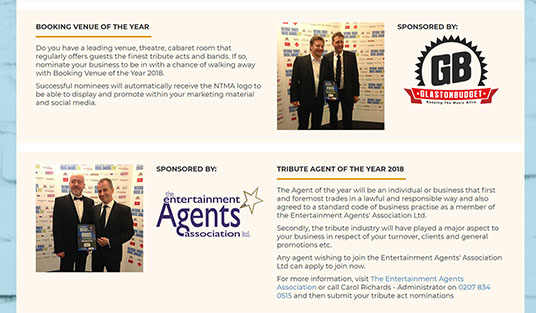 BOOKING VENUE OF THE YEAR
Do you have a leading venue, theatre, cabaret room that
regularly offers guests the finest tribute acts and bands. If so,
nominate your business to be in with a chance of walking away
with Booking Venue of the Year 2018.
Successful nominees will automatically receive the NTMA logo to
be able to display and promote within your marketing material
and social media.
SPONSORED BY:
GB
GLASTONBUDGET
Keeping The Music Alive
SPONSORED BY:
the
entertainment
Agents'
association ltd.
TRIBUTE AGENT OF THE YEAR 2018
The Agent of the year will be an individual or business that first
and foremost trades in a lawful and responsible way and also
agreed to a standard code of business practise as a member of
the Entertainment Agents' Association Ltd.
Secondly, the tribute industry will have played a major aspect to
your business in respect of your turnover, clients and general
promotions etc.
Any agent wishing to join the Entertainment Agents' Association
Ltd can apply to join now.
For more information, visit The Entertainment Agents
Association or call Carol Richards - Administrator on 0207 834
0515 and then submit your tribute act nominations